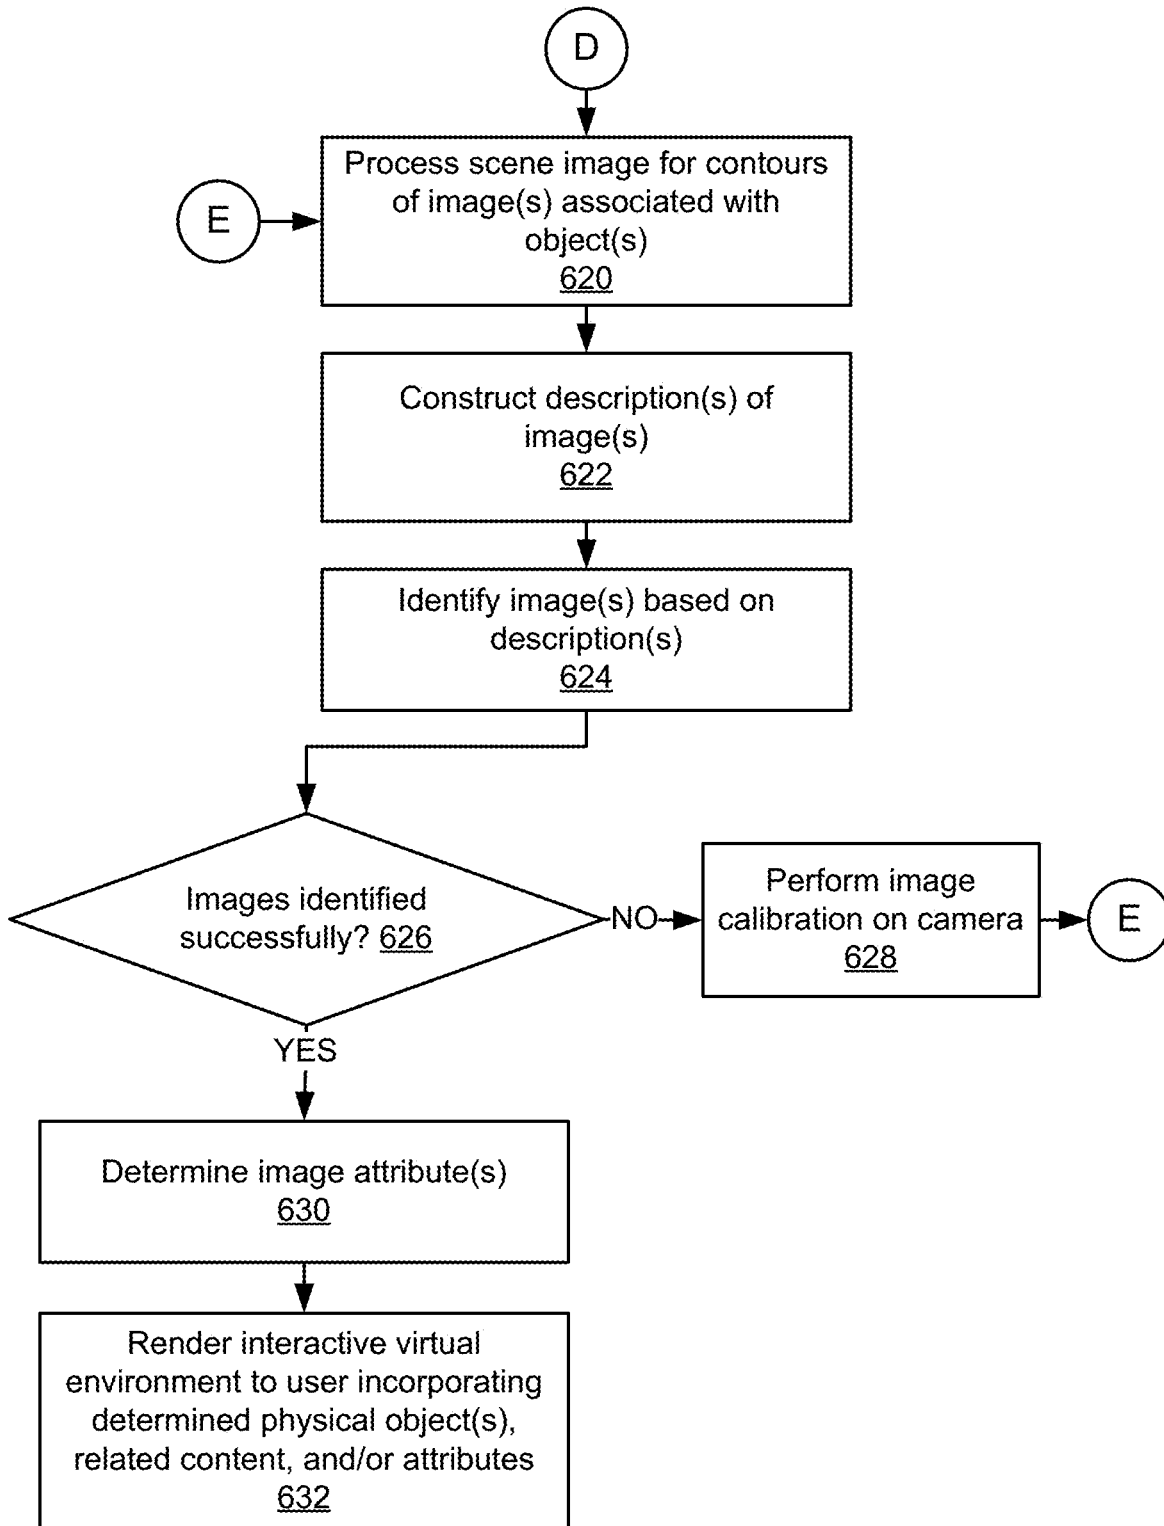 D
Process scene image for contours
of image(s) associated with
object(s)
620
E
Construct description(s) of
image(s)
622
Identify image(s) based on
description(s)
624
Images identified
successfully? 626
NO
Perform image
calibration on camera
628
E
YES
Determine image attribute(s)
630
Render interactive virtual
environment to user incorporating
determined physical object(s),
related content, and/or attributes
632